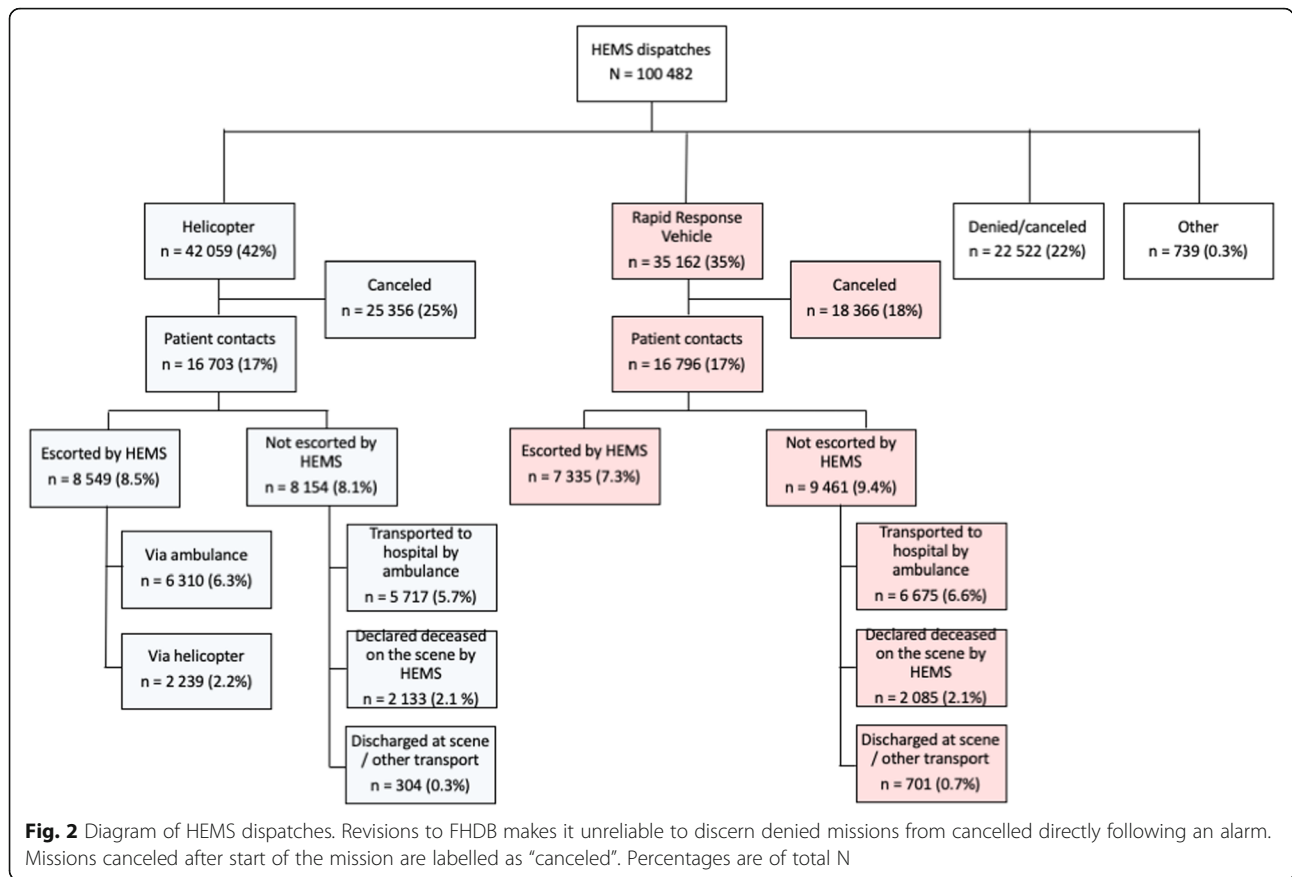 HEMS dispatches
N = 100 482
Helicopter
n = 42 059 (42%)
Rapid Response
Vehicle
n = 35 162 (35%)
Denied/canceled
n = 22 522 (22%)
Other
n = 739 (0.3%)
Canceled
n = 25 356 (25%)
Canceled
n = 18 366 (18%)
Patient contacts
n = 16 703 (17%)
Patient contacts
n = 16 796 (17%)
Escorted by HEMS
n = 8 549 (8.5%)
Not escorted by
HEMS
n = 8 154 (8.1%)
Escorted by HEMS
n = 7 335 (7.3%)
Not escorted by
HEMS
n = 9 461 (9.4%)
Via ambulance
n = 6 310 (6.3%)
Via helicopter
n = 2 239 (2.2%)
Transported to
hospital by
ambulance
n = 5 717 (5.7%)
Declared deceased
on the scene by
HEMS
n = 2 133 (2.1 %)
Discharged at scene
/ other transport
n = 304 (0.3%)
Transported to
hospital by
ambulance
n = 6 675 (6.6%)
Declared deceased
on the scene by
HEMS
n = 2 085 (2.1%)
Discharged at scene
/ other transport
n = 701 (0.7%)
Fig. 2 Diagram of HEMS dispatches. Revisions to FHDB makes it unreliable to discern denied missions from cancelled directly following an alarm.
Missions canceled after start of the mission are labelled as “canceled”. Percentages are of total N